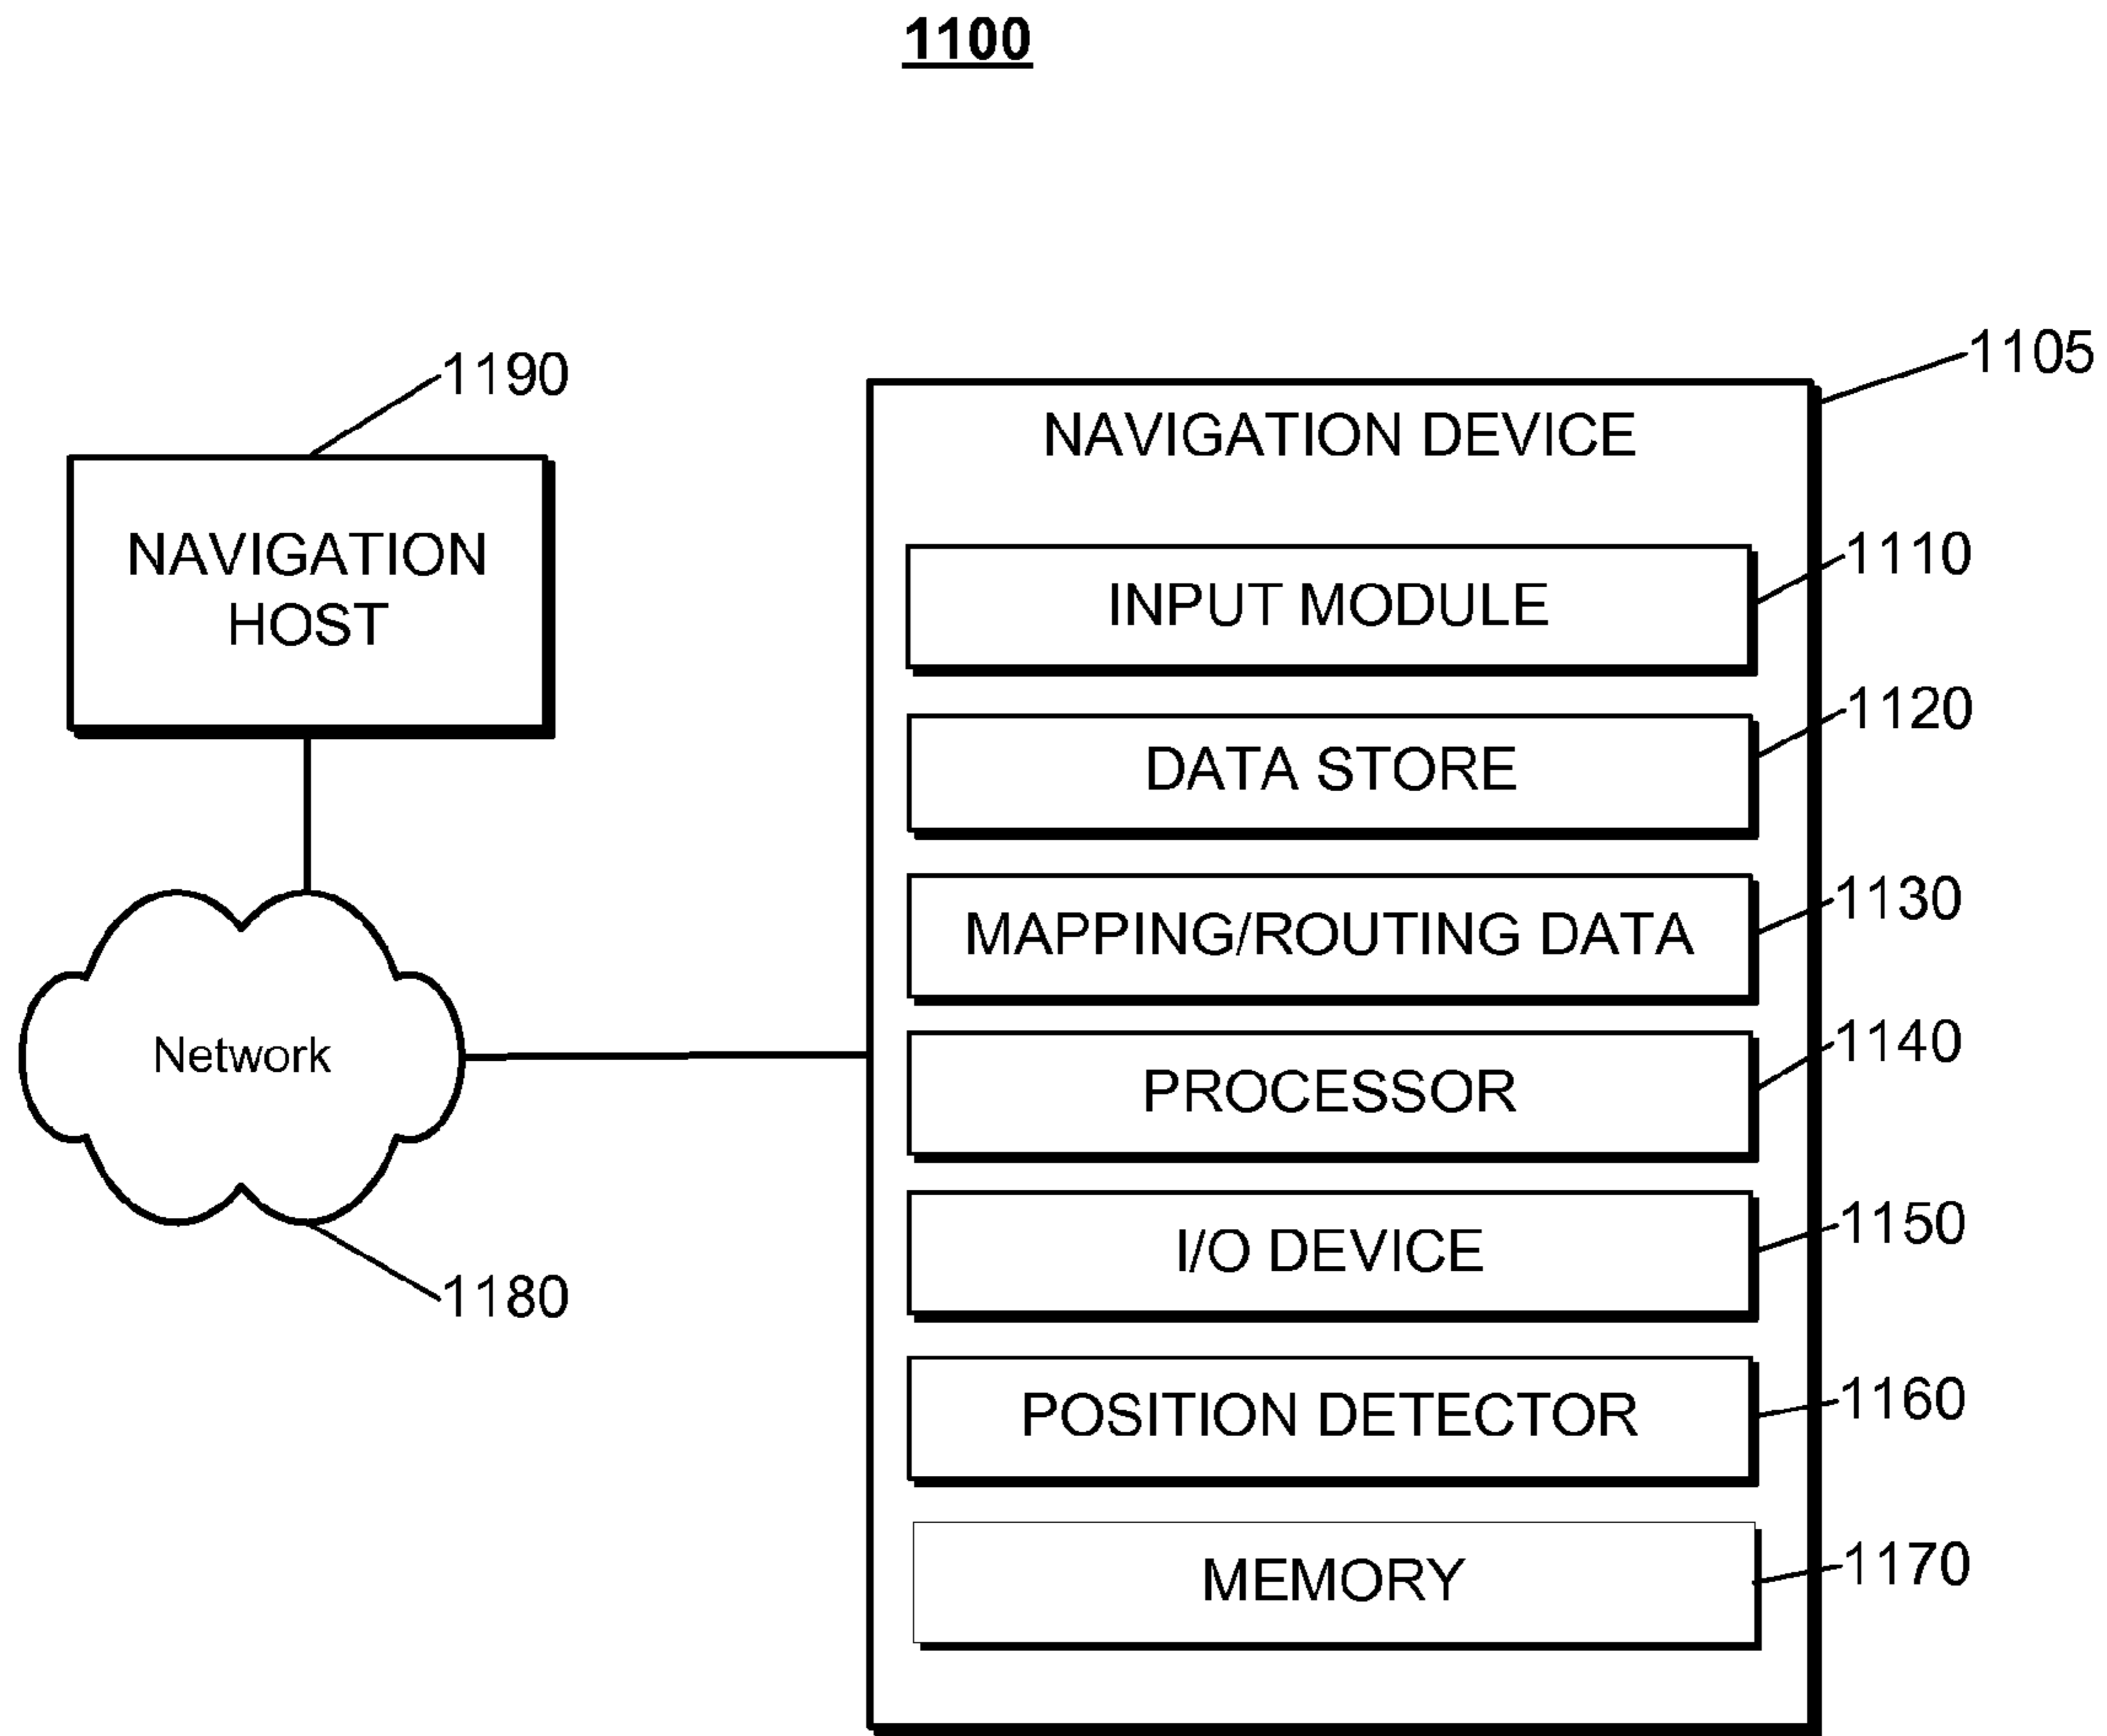 1100
1190
NAVIGATION
HOST
Network
1180
1105
NAVIGATION DEVICE
INPUT MODULE
1110
DATA STORE
1120
MAPPING/ROUTING DATA
1130
PROCESSOR
1140
I/O DEVICE
1150
POSITION DETECTOR
1160
MEMORY
1170